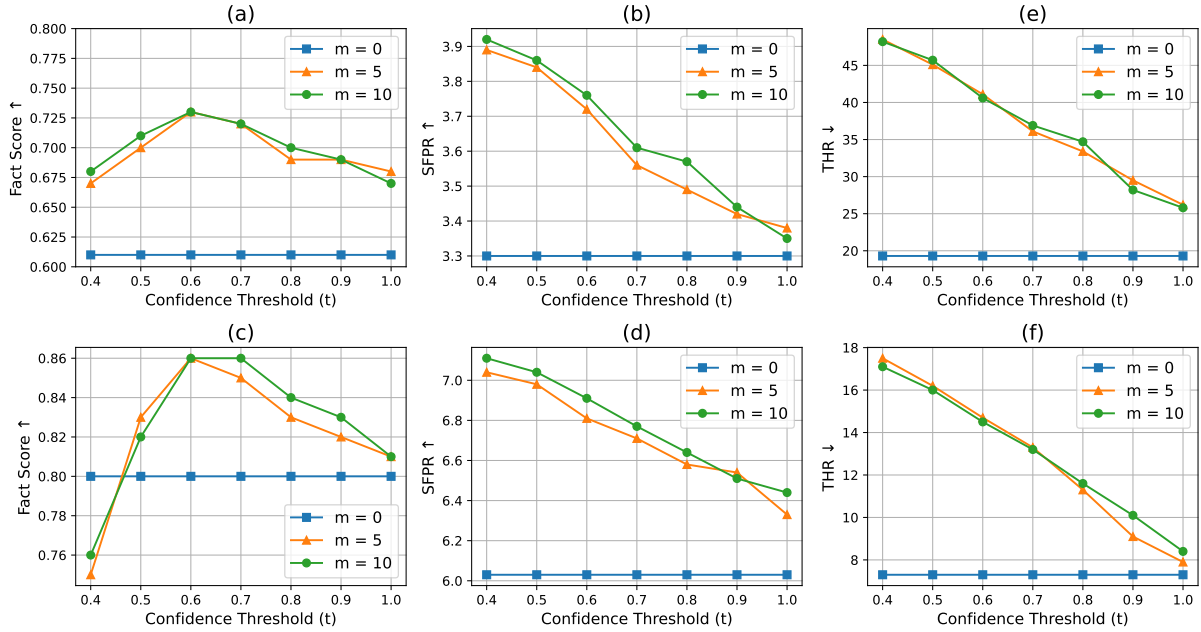 (a)
0.800
0.775
0.750
0.725
0.700
0.675
0.650
0.625
0.600
Fact Score ↑
m = 0
m = 5
m = 10
0.4 0.5 0.6 0.7 0.8 0.9 1.0
Confidence Threshold (t)
(b)
3.9
3.8
3.7
3.6
3.5
3.4
3.3
SFPR ↑
m = 0
m = 5
m = 10
0.4 0.5 0.6 0.7 0.8 0.9 1.0
Confidence Threshold (t)
(e)
45
40
35
30
25
20
THR ↓
m = 0
m = 5
m = 10
0.4 0.5 0.6 0.7 0.8 0.9 1.0
Confidence Threshold (t)
(c)
0.86
0.84
0.82
0.80
0.78
0.76
Fact Score ↑
m = 0
m = 5
m = 10
0.4 0.5 0.6 0.7 0.8 0.9 1.0
Confidence Threshold (t)
(d)
7.0
6.8
6.6
6.4
6.2
6.0
SFPR ↑
m = 0
m = 5
m = 10
0.4 0.5 0.6 0.7 0.8 0.9 1.0
Confidence Threshold (t)
(f)
18
16
14
12
10
8
THR ↓
m = 0
m = 5
m = 10
0.4 0.5 0.6 0.7 0.8 0.9 1.0
Confidence Threshold (t)